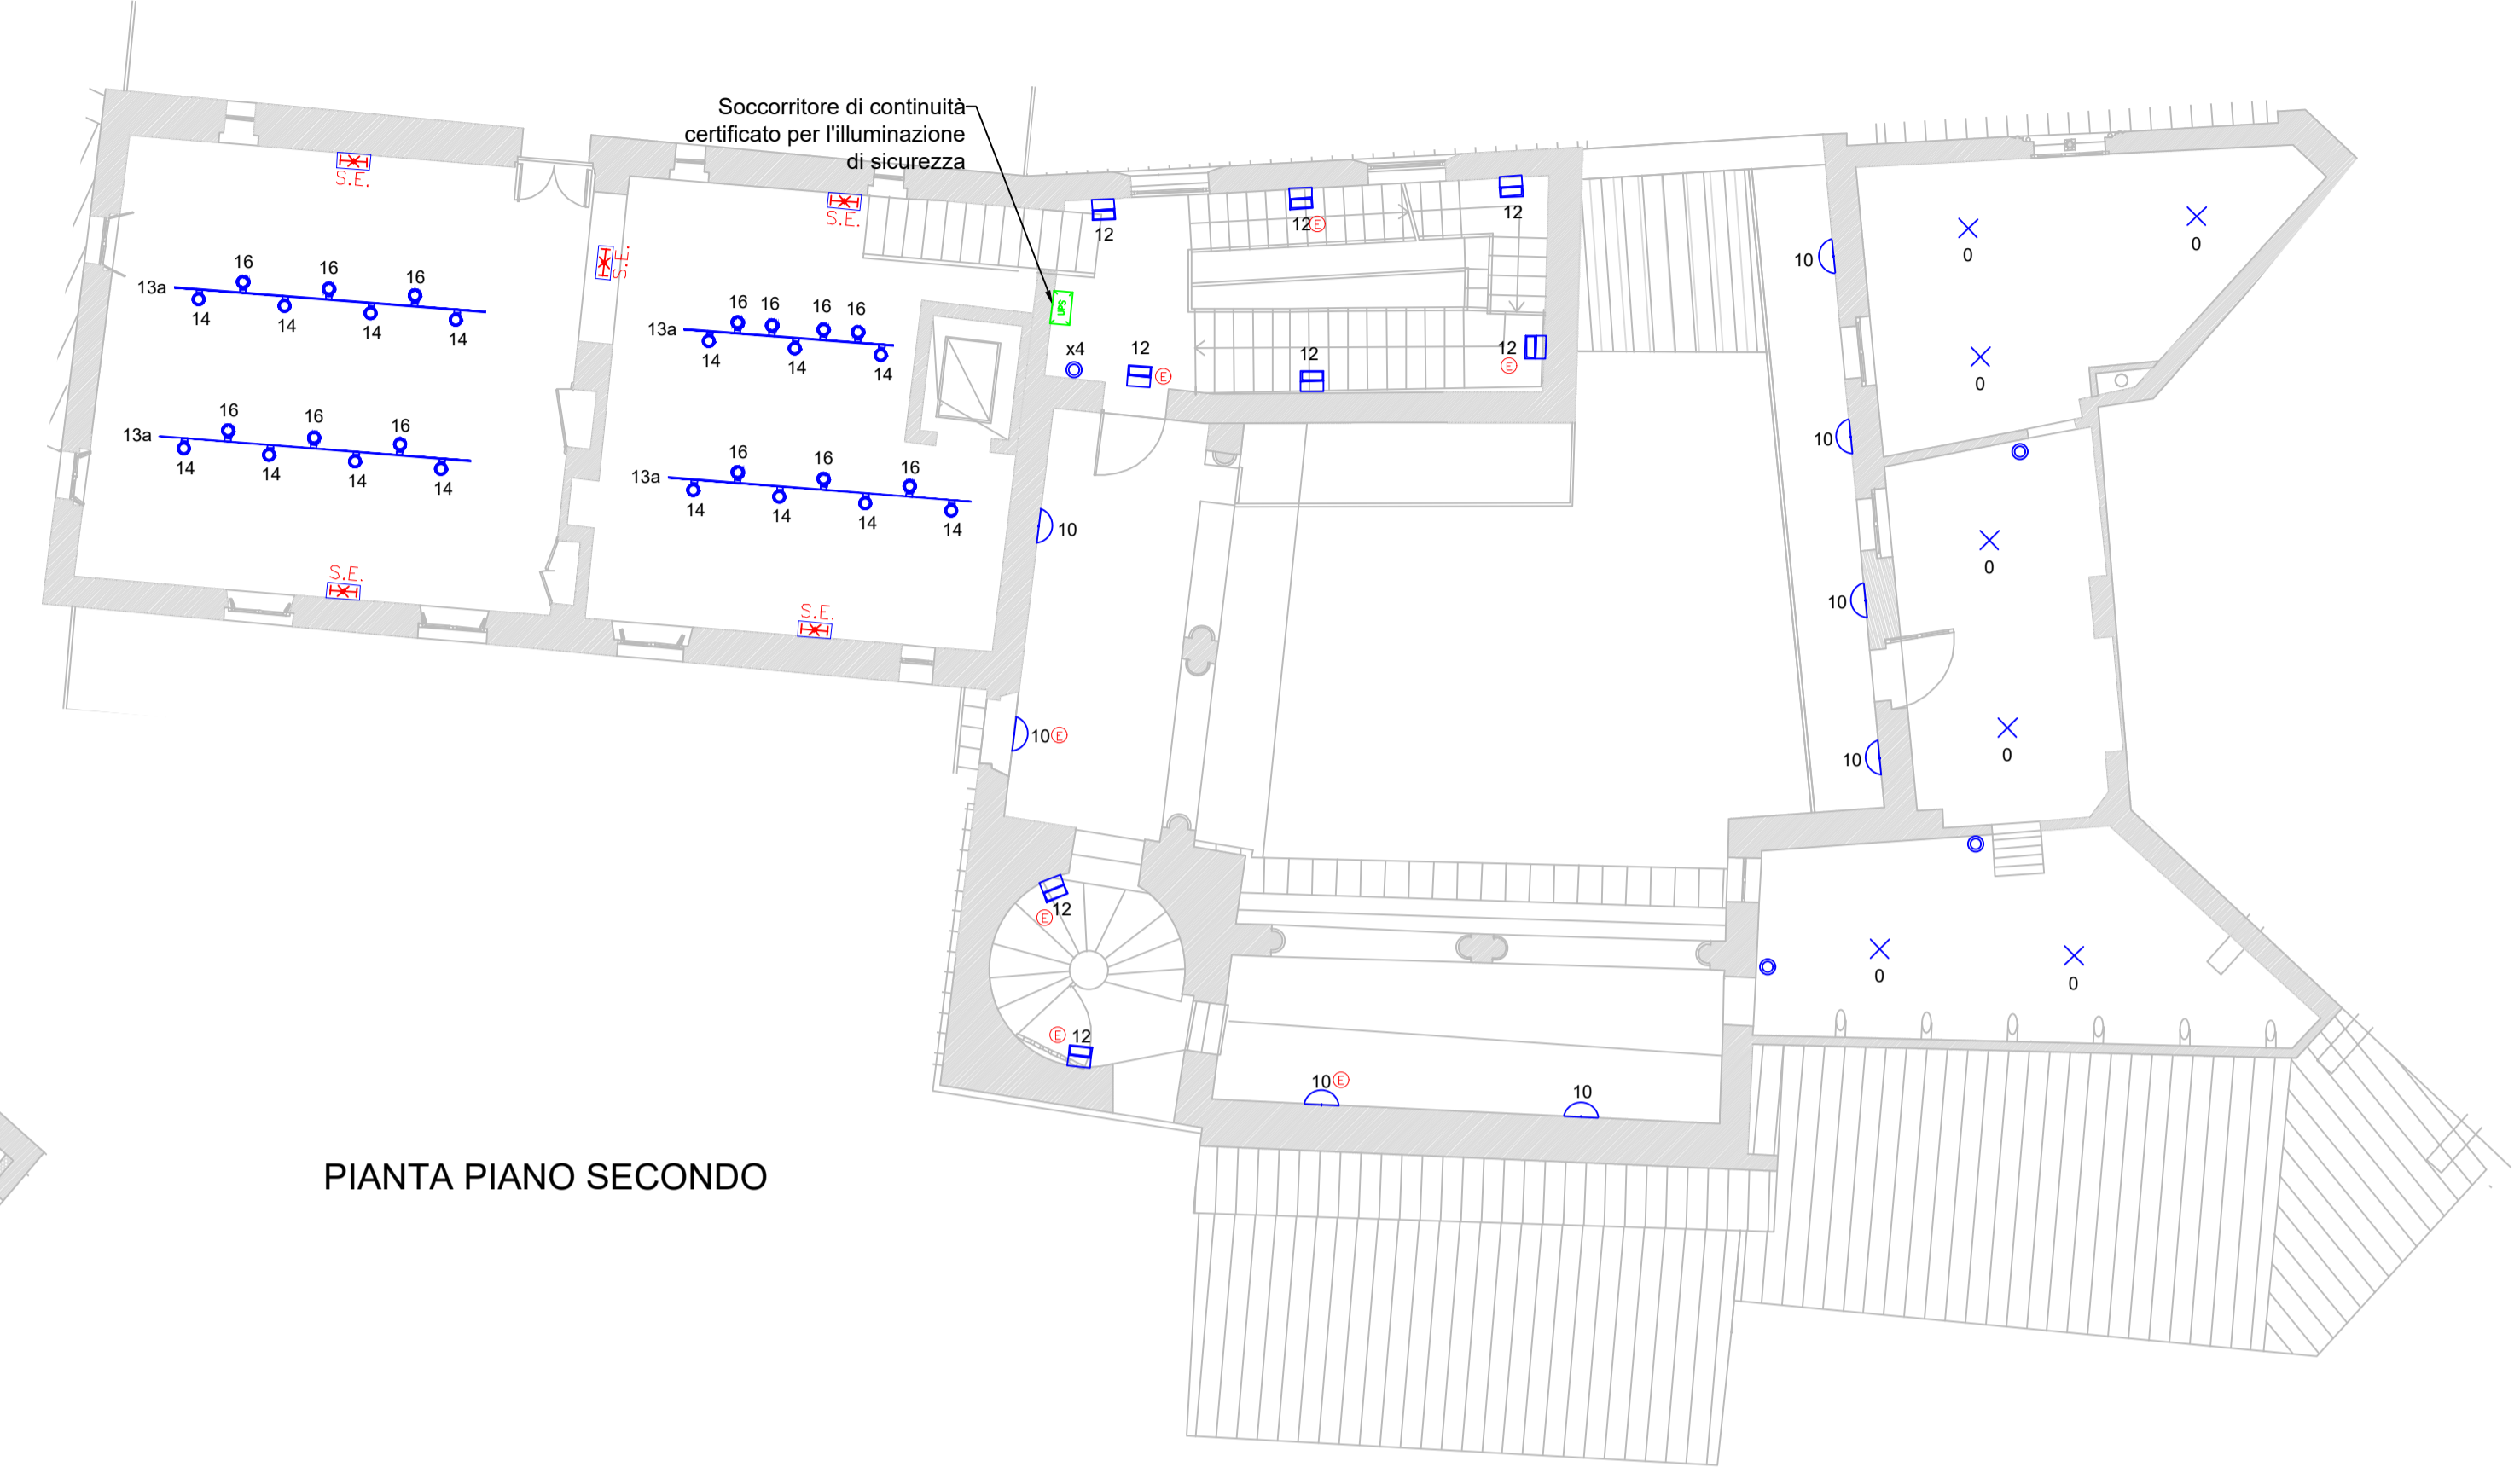 Soccorritore di continuità
certificato per l'illuminazione
di sicurezza
S.E.
S.E.
S.E.
12
12 E
12
UPS
x4
12 E
12
12 E
13a
16
16
16
14
14
14
14
13a
16
16
16
16
14
14
14
13a
16
16
16
14
14
14
14
13a
16
16
16
14
14
14
14
S.E.
S.E.
10
10 E
10
10
10
10
0
0
0
0
0
0
0
E 12
E 12
10 E
10
PIANTA PIANO SECONDO